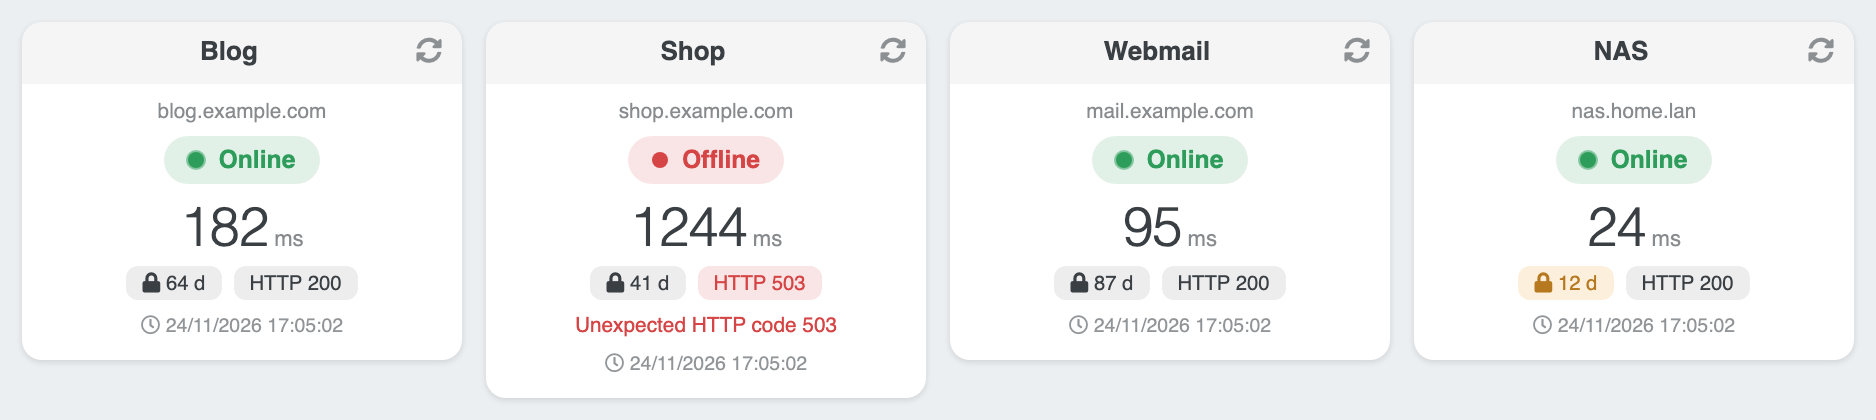 Blog
blog.example.com
Online
182 ms
64 d
HTTP 200
24/11/2026 17:05:02
Shop
shop.example.com
Offline
1244 ms
41 d
HTTP 503
Unexpected HTTP code 503
24/11/2026 17:05:02
Webmail
mail.example.com
Online
95 ms
87 d
HTTP 200
24/11/2026 17:05:02
NAS
nas.home.lan
Online
24 ms
12 d
HTTP 200
24/11/2026 17:05:02